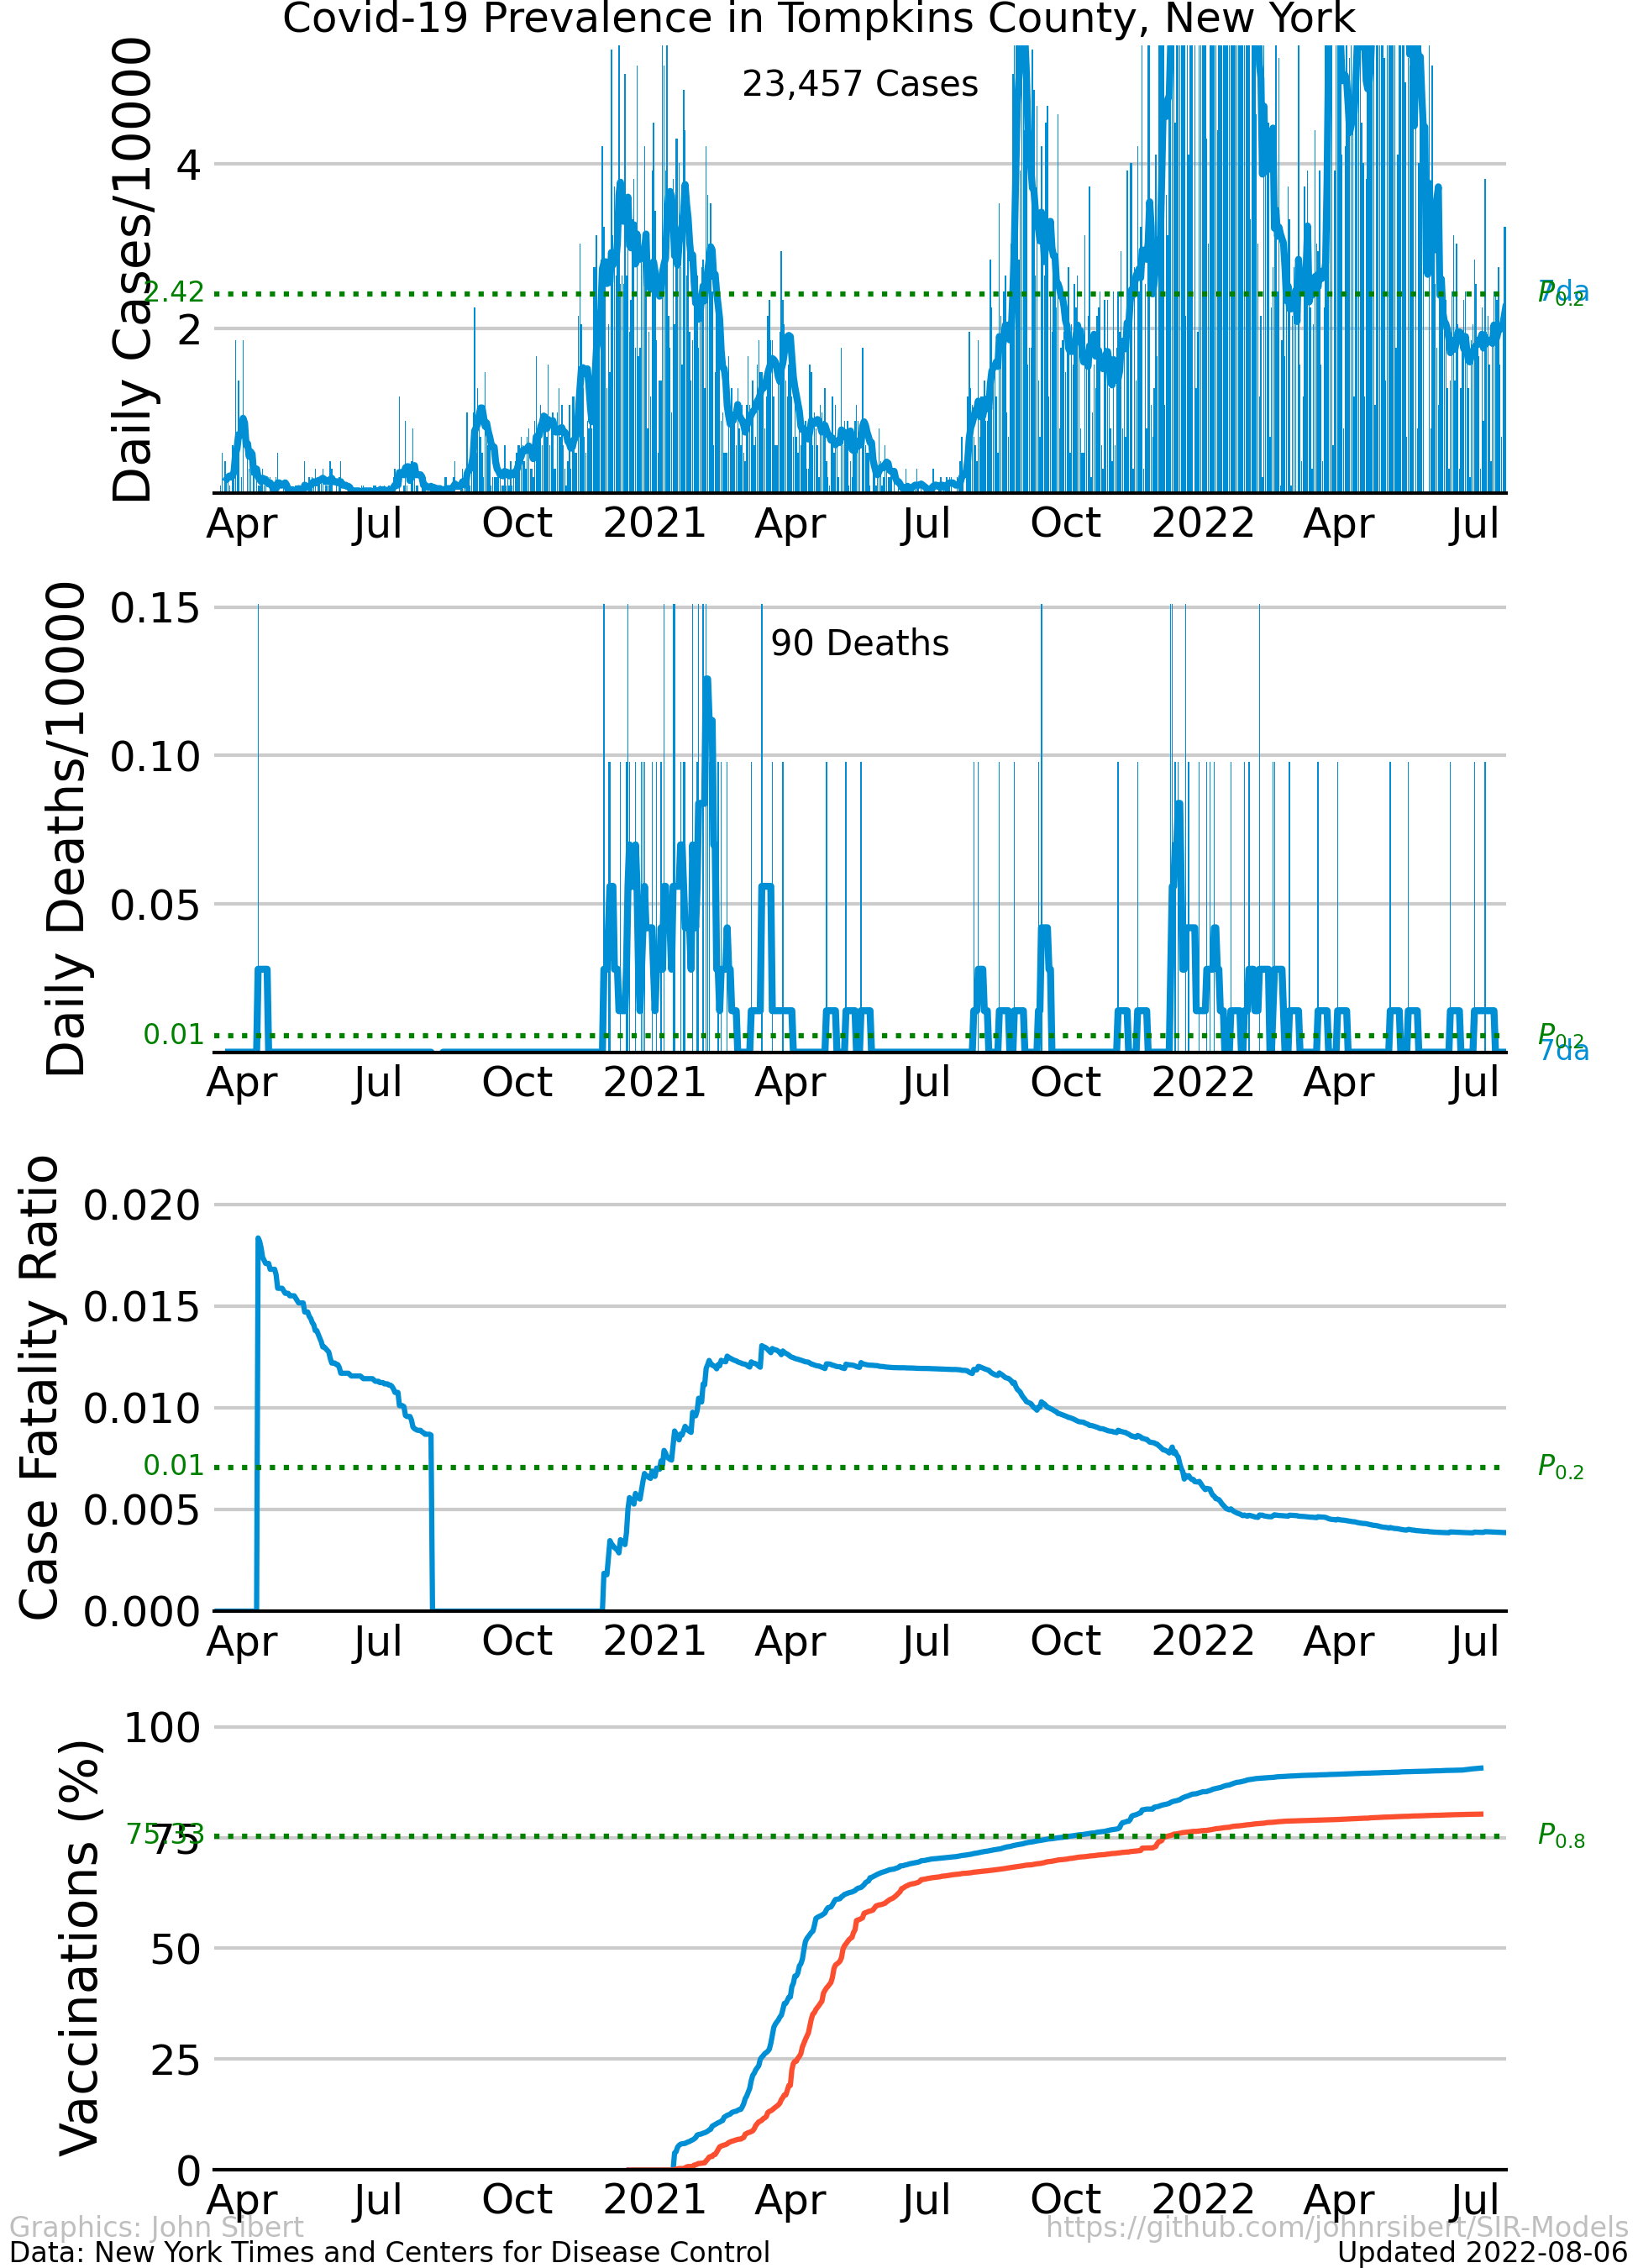 Covid-19 Prevalence in Tompkins County, New York
23,457 Cases
Daily Cases/10000
4
2
2.42
7da
P0.2
Apr Jul Oct 2021 Apr Jul Oct 2022 Apr Jul
90 Deaths
Daily Deaths/10000
0.15
0.10
0.05
0.01
P0.2
7da
Apr Jul Oct 2021 Apr Jul Oct 2022 Apr Jul
Case Fatality Ratio
0.020
0.015
0.010
0.01
P0.2
0.005
0.000
Apr Jul Oct 2021 Apr Jul Oct 2022 Apr Jul
Vaccinations (%)
100
75
75.33
P0.8
50
25
0
Apr Jul Oct 2021 Apr Jul Oct 2022 Apr Jul
Graphics: John Sibert https://github.com/johnrsibert/SIR-Models
Data: New York Times and Centers for Disease Control Updated 2022-08-06